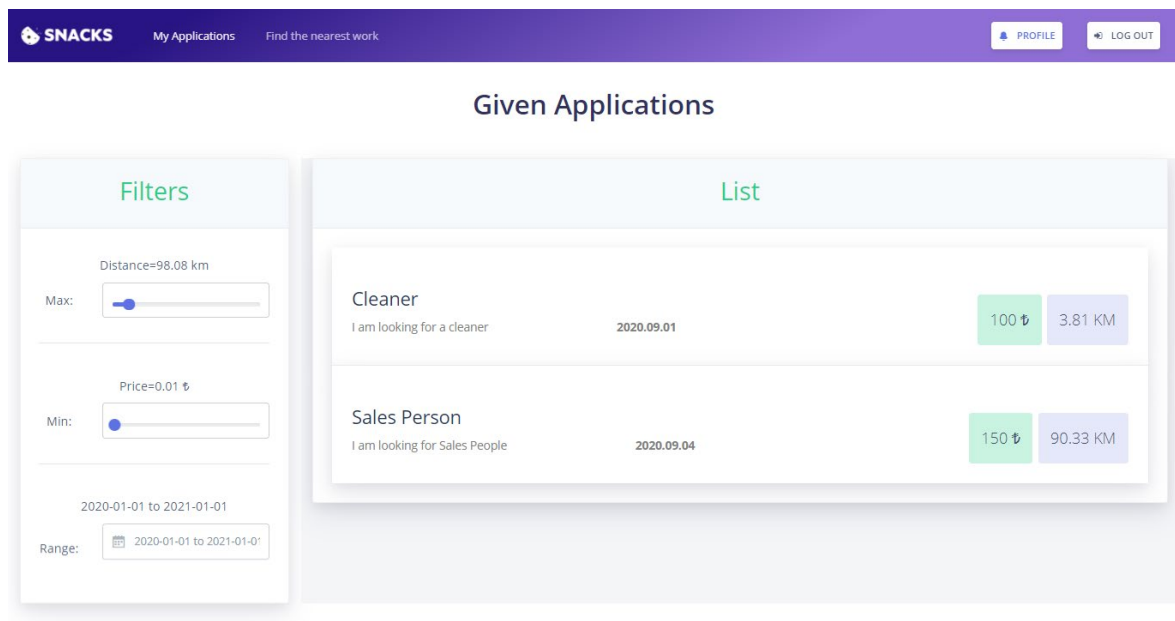 SNACKS My Applications Find the nearest work PROFILE LOG OUT
Given Applications
Filters
Distance=98.08 km
Max:
Price=0.01 ₺
Min:
2020-01-01 to 2021-01-01
Range: 2020-01-01 to 2021-01-0
List
Cleaner
I am looking for a cleaner 2020.09.01 100 ₺ 3.81 KM
Sales Person
I am looking for Sales People 2020.09.04 150 ₺ 90.33 KM